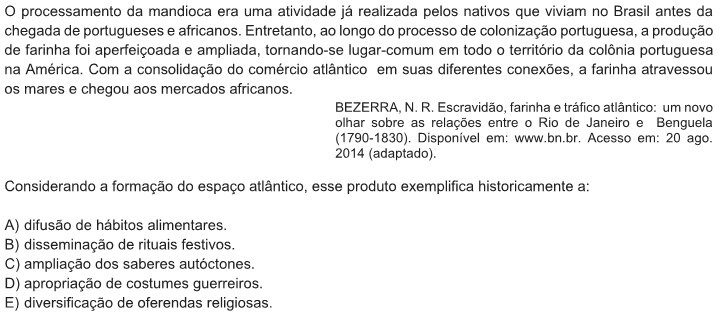 O processamento da mandioca era uma atividade já realizada pelos nativos que viviam no Brasil antes da
chegada de portugueses e africanos. Entretanto, ao longo do processo de colonização portuguesa, a produção
de farinha foi aperfeiçoada e ampliada, tornando-se lugar-comum em todo o território da colônia portuguesa
na América. Com a consolidação do comércio atlântico em suas diferentes conexões, a farinha atravessou
os mares e chegou aos mercados africanos.
BEZERRA, N. R. Escravidão, farinha e tráfico atlântico: um novo
olhar sobre as relações entre o Rio de Janeiro e Benguela
(1790-1830). Disponível em: www.bn.br. Acesso em: 20 ago.
2014 (adaptado).
Considerando a formação do espaço atlântico, esse produto exemplifica historicamente a:
A) difusão de hábitos alimentares.
B) disseminação de rituais festivos.
C) ampliação dos saberes autóctones.
D) apropriação de costumes guerreiros.
E) diversificação de oferendas religiosas.